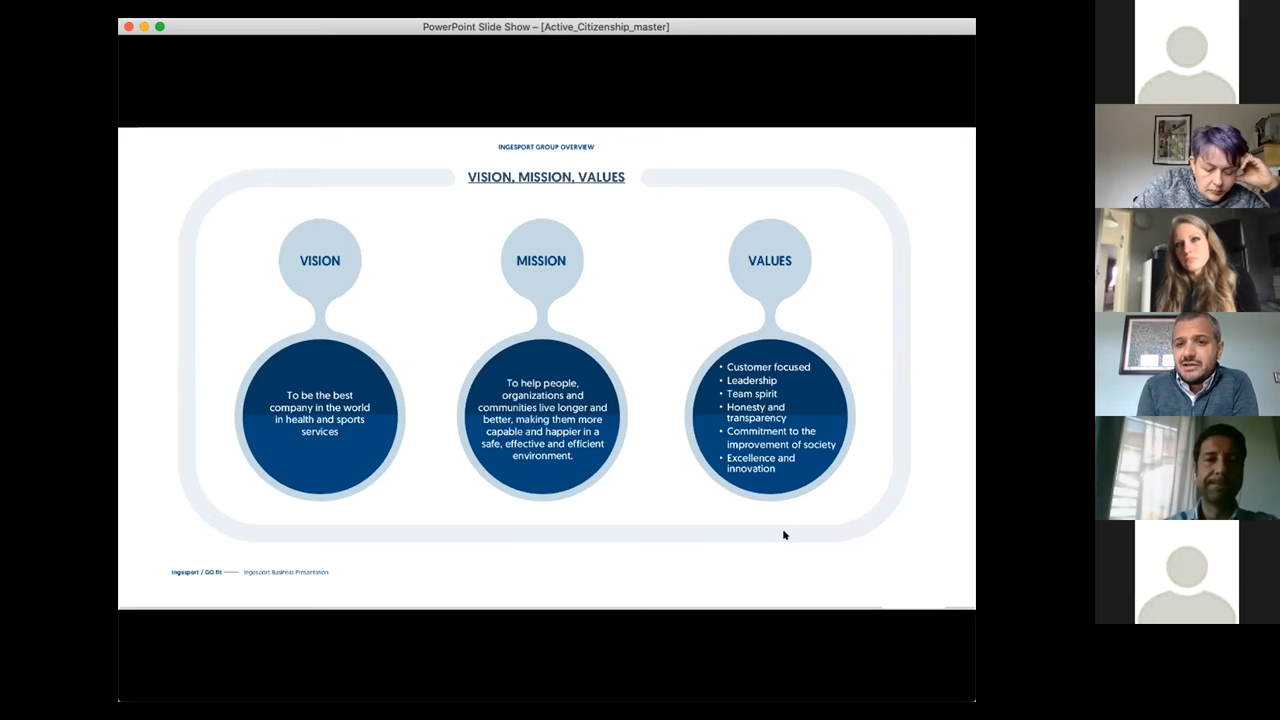 PowerPoint Slide Show – [Active_Citizenship_master]
INGESPORT GROUP OVERVIEW
VISION, MISSION, VALUES
VISION
To be the best
company in the world
in health and sports
services
MISSION
To help people,
organizations and
communities live longer and
better, making them more
capable and happier in a
safe, effective and efficient
environment.
VALUES
• Customer focused
• Leadership
• Team spirit
• Honesty and
transparency
• Commitment to the
improvement of society
• Excellence and
innovation
Ingesport / GO fit —— Ingesport Business Presentation